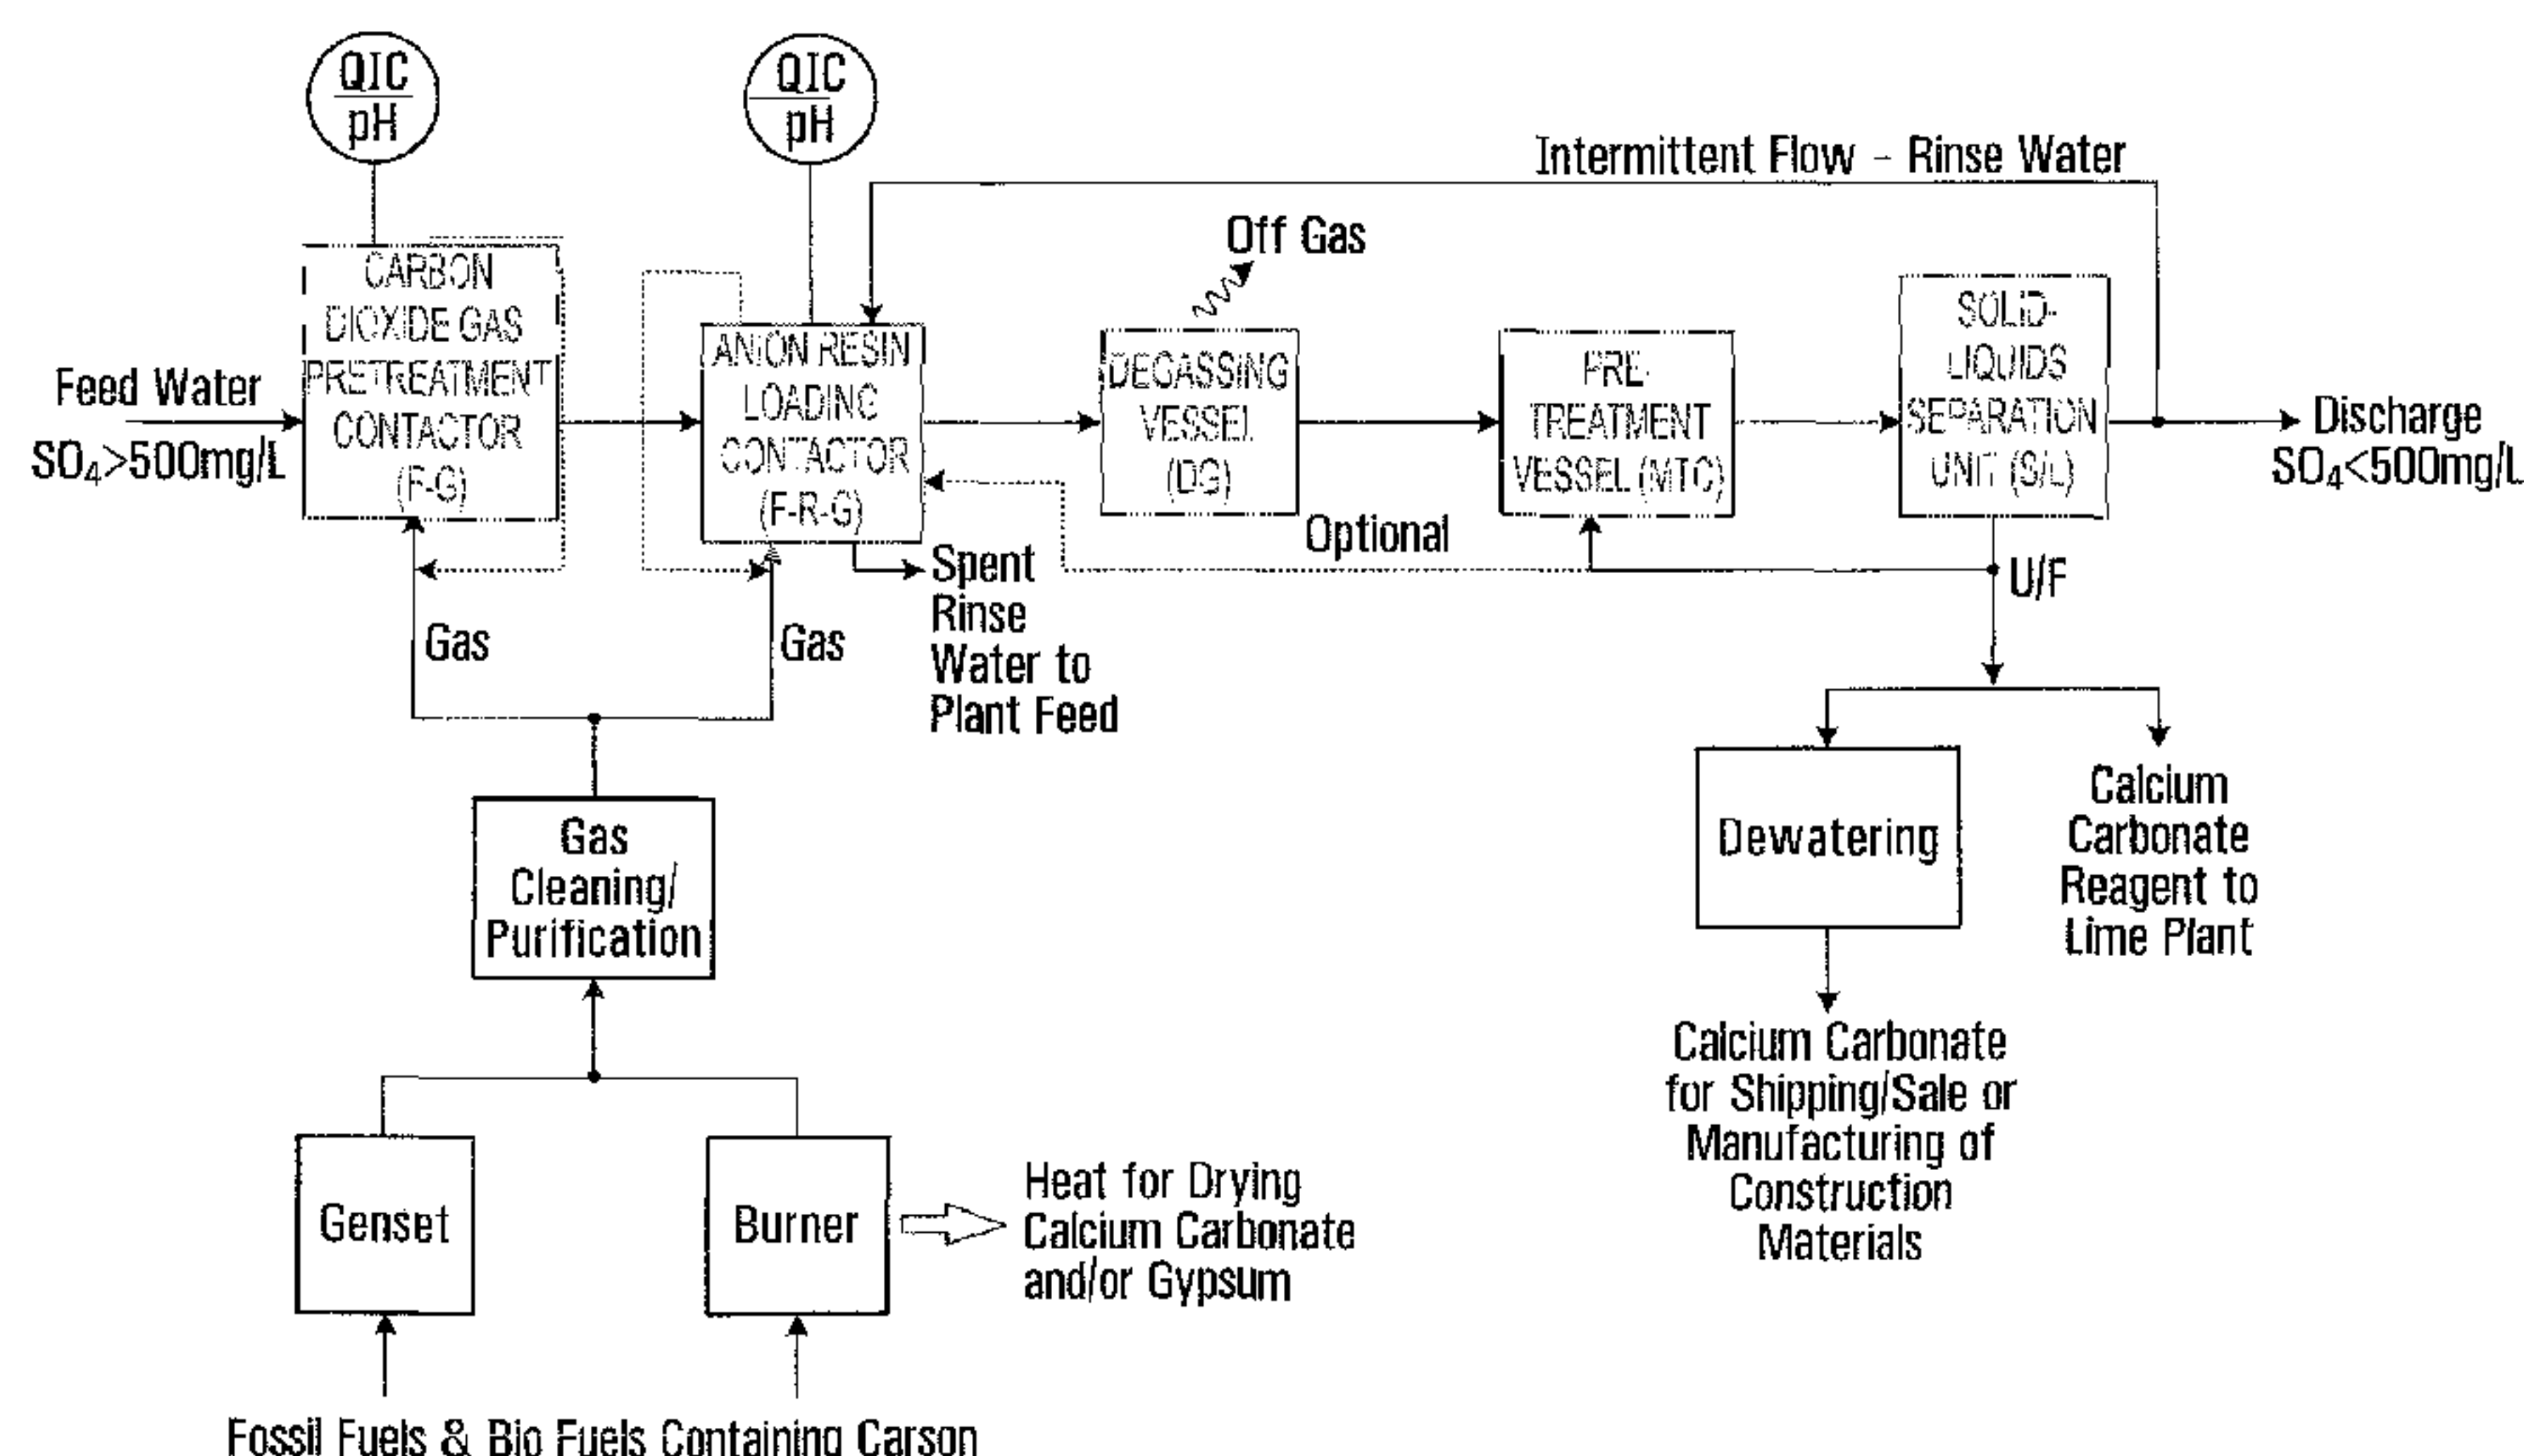 QIC
pH
QIC
pH
Intermittent Flow - Rinse Water
Off Gas
Feed Water
SO₄>500mg/L
CARBON
DIOXIDE GAS
PRETREATMENT
CONTACTOR
(F-G)
ANION RESIN
LOADING
CONTACTOR
(F-R-G)
DEGASSING
VESSEL
(DG)
PRE-
TREATMENT
VESSEL (MTC)
SOLID-
LIQUIDS
SEPARATION
UNIT (S/L)
Discharge
SO₄<500mg/L
Optional
U/F
Gas
Gas
Spent
Rinse
Water to
Plant Feed
Gas
Cleaning/
Purification
Dewatering
Calcium
Carbonate
Reagent to
Lime Plant
Calcium Carbonate
for Shipping/Sale or
Manufacturing of
Construction
Materials
Genset
Burner
Heat for Drying
Calcium Carbonate
and/or Gypsum
Fossil Fuels & Bio Fuels Containing Carson